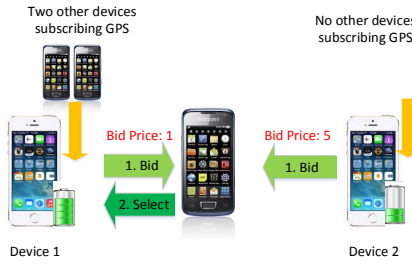 Two other devices
subscribing GPS
No other devices
subscribing GPS
Bid Price: 1
Bid Price: 5
1. Bid
1. Bid
2. Select
SAMSUNG
Device 1
Device 2